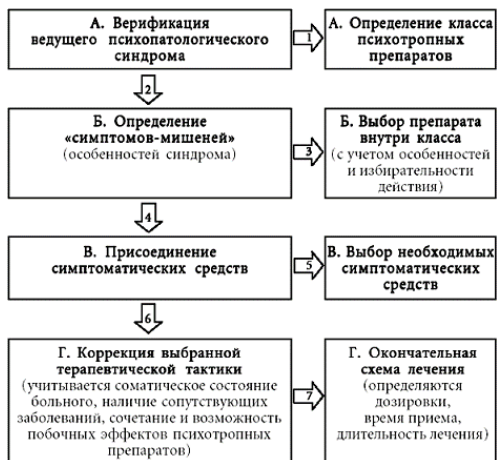 А. Верификация
ведущего психопатологического
синдрома
1
А. Определение класса
психотропных
препаратов
2
Б. Определение
«симптомов-мишеней»
(особенностей синдрома)
3
Б. Выбор препарата
внутри класса
(с учетом особенностей
и избирательности
действия)
4
В. Присоединение
симптоматических средств
5
В. Выбор необходимых
симптоматических
средств
6
Г. Коррекция выбранной
терапевтической тактики
(учитывается соматическое состояние
больного, наличие сопутствующих
заболеваний, сочетание и возможность
побочных эффектов психотропных
препаратов)
7
Г. Окончательная
схема лечения
(определяются
дозировки,
время приема,
длительность лечения)